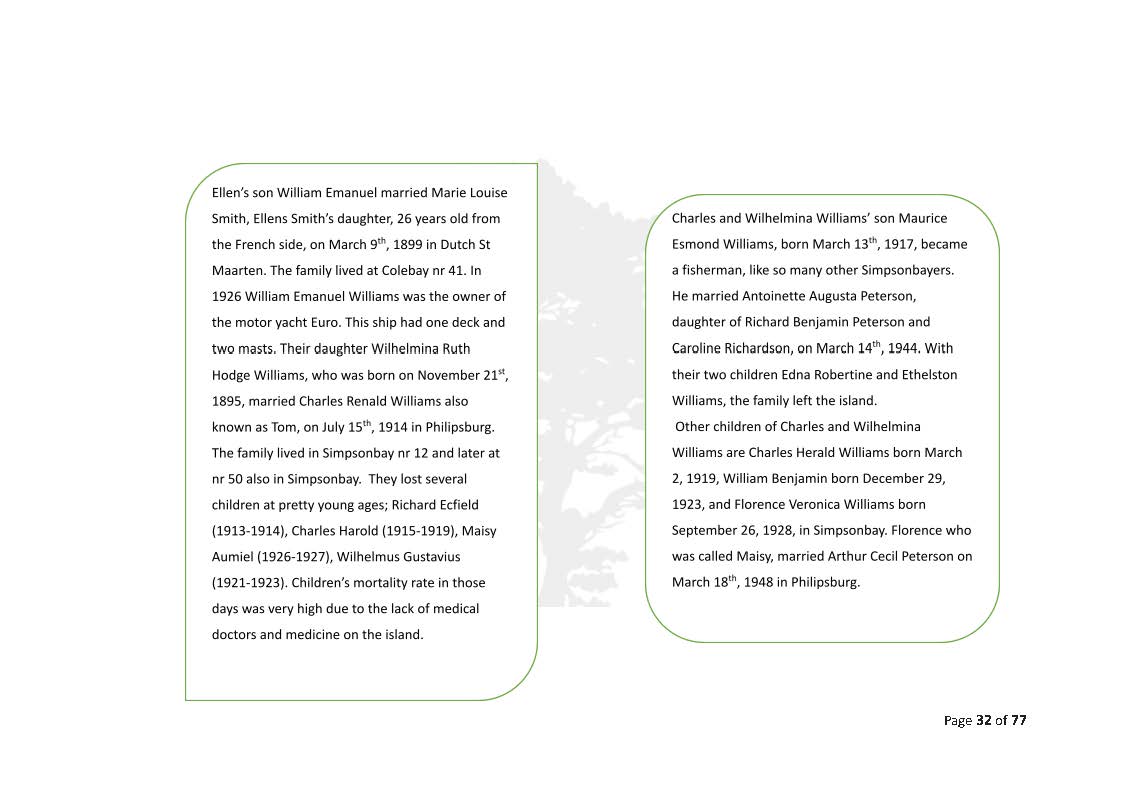 Ellen’s son William Emanuel married Marie Louise
Smith, Ellens Smith’s daughter, 26 years old from
the French side, on March 9th, 1899 in Dutch St
Maarten. The family lived at Colebay nr 41. In
1926 William Emanuel Williams was the owner of
the motor yacht Euro. This ship had one deck and
two masts. Their daughter Wilhelmina Ruth
Hodge Williams, who was born on November 21st,
1895, married Charles Renald Williams also
known as Tom, on July 15th, 1914 in Philipsburg.
The family lived in Simpsonbay nr 12 and later at
nr 50 also in Simpsonbay.  They lost several
children at pretty young ages; Richard Ecfield
(1913-1914), Charles Harold (1915-1919), Maisy
Aumiel (1926-1927), Wilhelmus Gustavius
(1921-1923). Children’s mortality rate in those
days was very high due to the lack of medical
doctors and medicine on the island.
Charles and Wilhelmina Williams’ son Maurice
Esmond Williams, born March 13th, 1917, became
a fisherman, like so many other Simpsonbayers.
He married Antoinette Augusta Peterson,
daughter of Richard Benjamin Peterson and
Caroline Richardson, on March 14th, 1944. With
their two children Edna Robertine and Ethelston
Williams, the family left the island.
Other children of Charles and Wilhelmina
Williams are Charles Herald Williams born March
2, 1919, William Benjamin born December 29,
1923, and Florence Veronica Williams born
September 26, 1928, in Simpsonbay. Florence who
was called Maisy, married Arthur Cecil Peterson on
March 18th, 1948 in Philipsburg.
Page 32 of 77